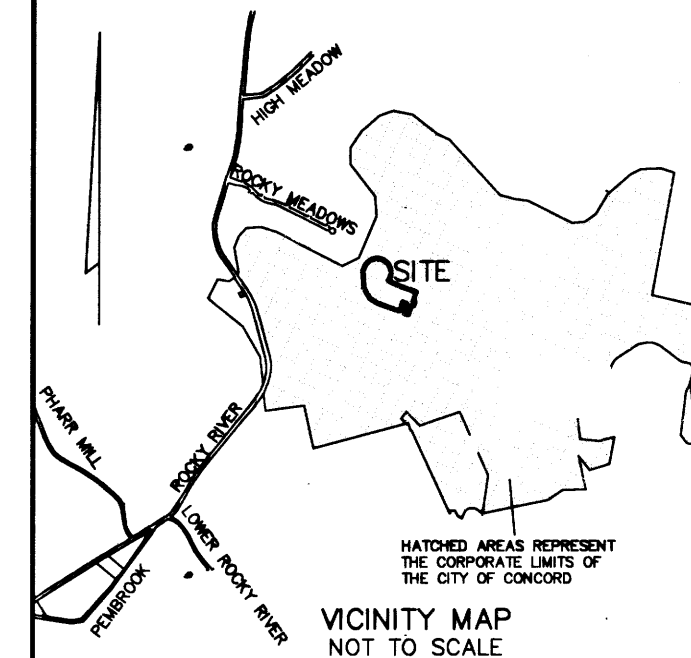 HIGH MEADOW
ROCKY MEADOWS
SITE
PHARR MILL
ROCKY RIVER
LOWER ROCKY RIVER
PEMBROOK
HATCHED AREAS REPRESENT
THE CORPORATE LIMITS OF
THE CITY OF CONCORD
VICINITY MAP
NOT TO SCALE